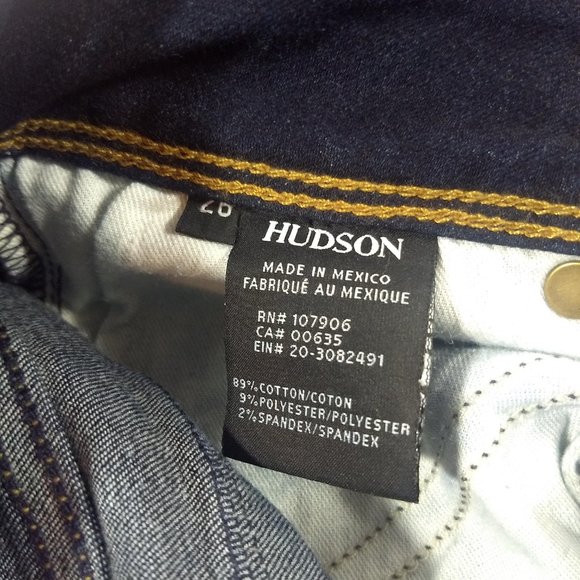 26
HUDSON
MADE IN MEXICO
FABRIQUÉ AU MEXIQUE
RN# 107906
CA# 00635
EIN# 20-3082491
89%COTTON/COTON
9%POLYESTER/POLYESTER
2%SPANDEX/SPANDEX